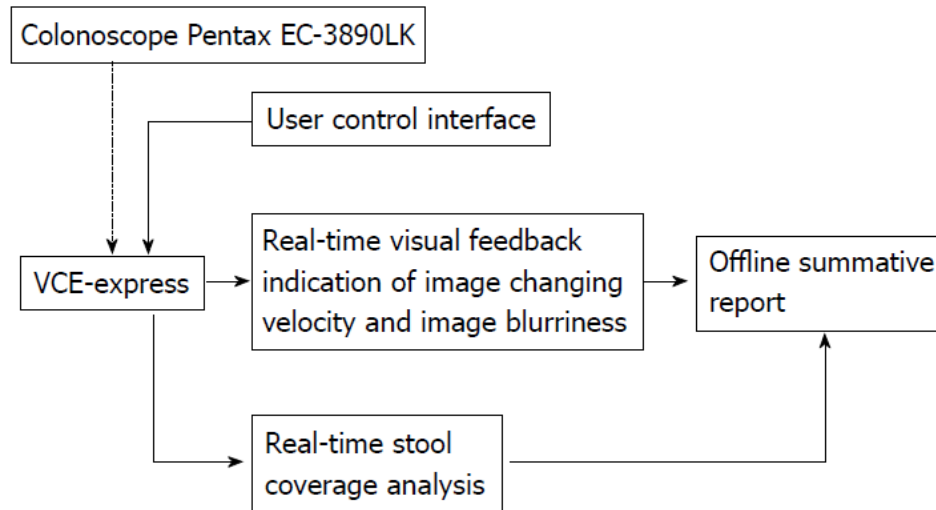 Colonoscope Pentax EC-3890LK
User control interface
Real-time visual feedback
indication of image changing
velocity and image blurriness
VCE-express
Offline summative
report
Real-time stool
coverage analysis